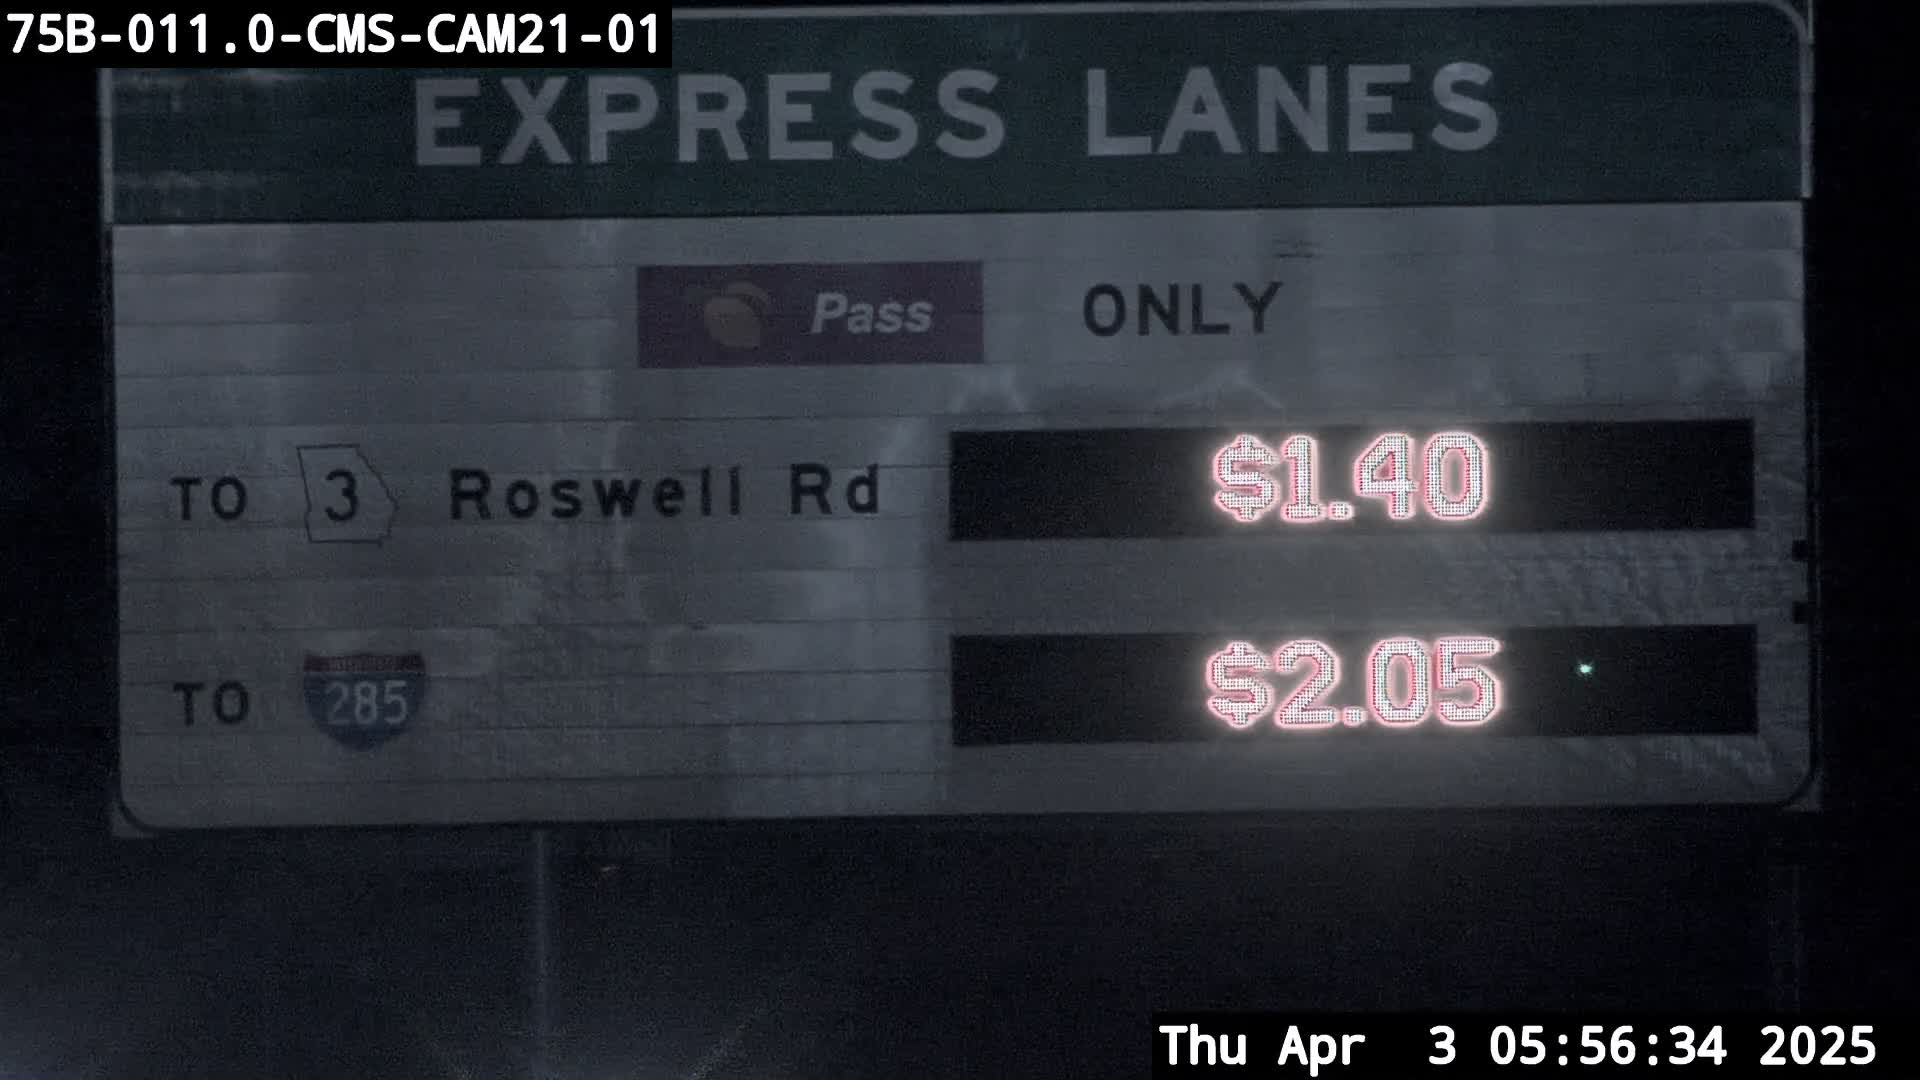 75B-011.0-CMS-CAM21-01
EXPRESS LANES
Pass ONLY
TO 3 Roswell Rd $1.40
TO 285 $2.05
Thu Apr 3 05:56:34 2025